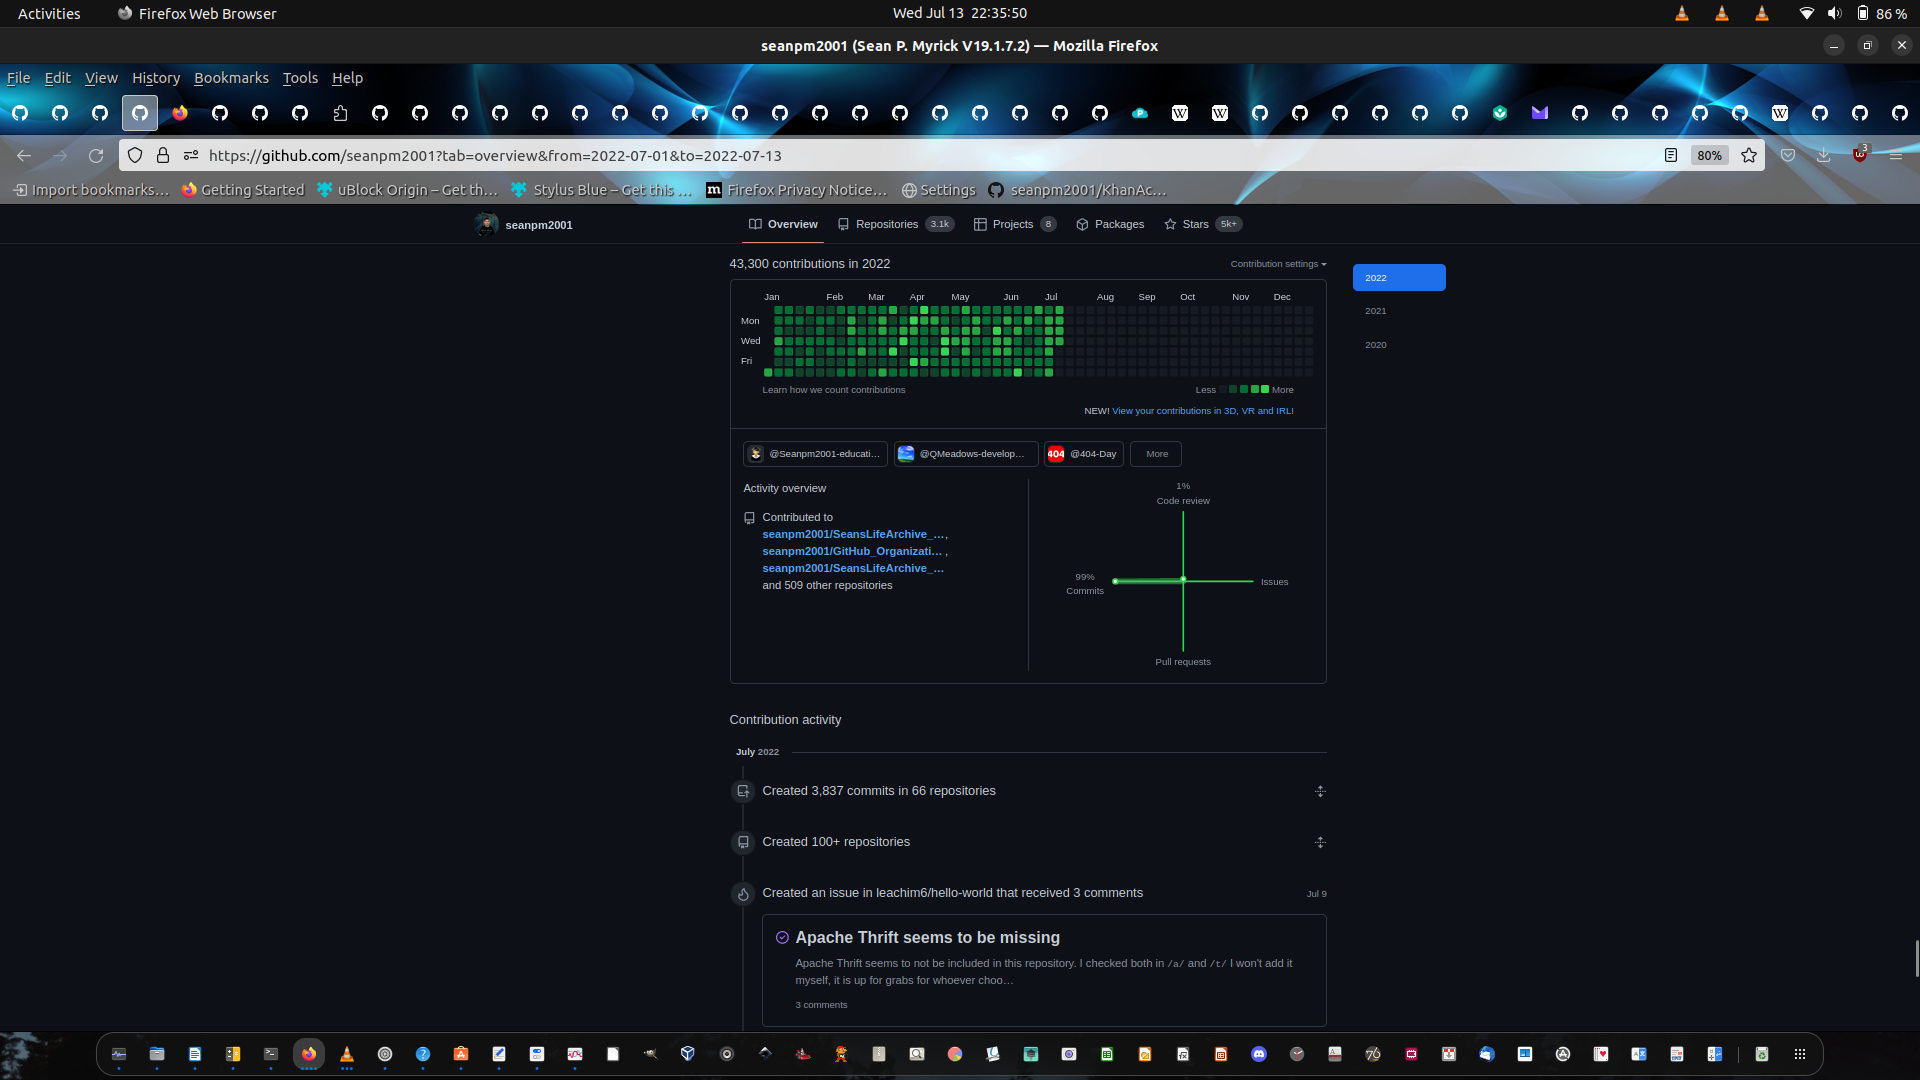 Activities
Firefox Web Browser
Wed Jul 13 22:35:50
86 %
seanpm2001 (Sean P. Myrick V19.1.7.2) — Mozilla Firefox
File Edit View History Bookmarks Tools Help
https://github.com/seanpm2001?tab=overview&from=2022-07-01&to=2022-07-13
80%
3
Import bookmarks…
Getting Started
uBlock Origin – Get th…
Stylus Blue – Get this …
Firefox Privacy Notice…
Settings
seanpm2001/KhanAc…
seanpm2001
Overview
Repositories 3.1k
Projects 8
Packages
Stars 5k+
43,300 contributions in 2022
Contribution settings
2022
2021
2020
Jan Feb Mar Apr May Jun Jul Aug Sep Oct Nov Dec
Mon
Wed
Fri
Learn how we count contributions
Less More
NEW! View your contributions in 3D, VR and IRL!
@Seanpm2001-educati…
@QMeadows-develop…
404 @404-Day
More
Activity overview
Contributed to
seanpm2001/SeansLifeArchive_…,
seanpm2001/GitHub_Organizati… ,
seanpm2001/SeansLifeArchive_…
and 509 other repositories
1%
Code review
99%
Commits
Issues
Pull requests
Contribution activity
July 2022
Created 3,837 commits in 66 repositories
Created 100+ repositories
Created an issue in leachim6/hello-world that received 3 comments
Jul 9
Apache Thrift seems to be missing
Apache Thrift seems to not be included in this repository. I checked both in /a/ and /t/ I won't add it
myself, it is up for grabs for whoever choo…
3 comments